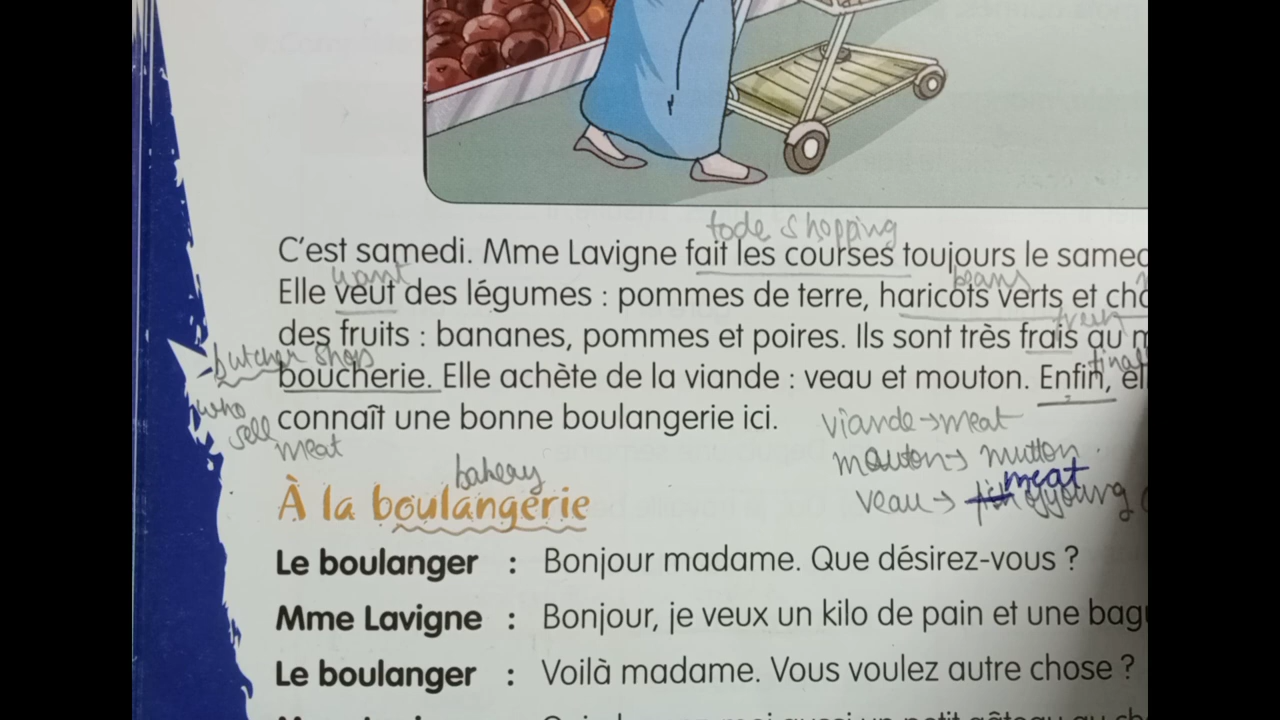 to do shopping
C'est samedi. Mme Lavigne fait les courses toujours le samed
want beans
Elle veut des légumes : pommes de terre, haricots verts et cho
fresh
des fruits : bananes, pommes et poires. Ils sont très frais au m
butcher shop final
boucherie. Elle achète de la viande : veau et mouton. Enfin, ell
who
connaît une bonne boulangerie ici. viande → meat
sell meat
mouton → mutton
bakery meat
À la boulangerie veau → of young
Le boulanger : Bonjour madame. Que désirez-vous ?
Mme Lavigne : Bonjour, je veux un kilo de pain et une bag
Le boulanger : Voilà madame. Vous voulez autre chose ?